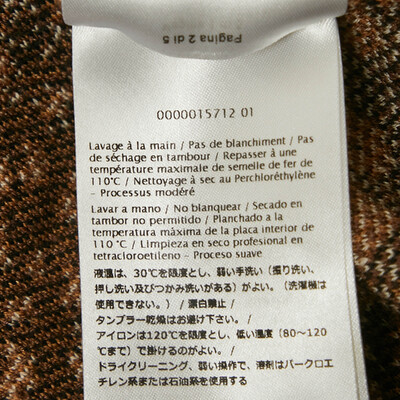 Pagina 2 di 5
0000015712 01
Lavage à la main / Pas de blanchiment / Pas
de séchage en tambour / Repasser à une
température maximale de semelle de fer de
110°C / Nettoyage à sec au Perchloréthylène
- Processus modéré
Lavar a mano / No blanquear / Secado en
tambor no permitido / Planchado a la
temperatura máxima de la placa interior de
110 °C / Limpieza en seco profesional en
tetracloroetileno - Proceso suave
液温は、30℃を限度とし、弱い手洗い（振り洗い、
押し洗い及びつかみ洗いがある）がよい。（洗濯機は
使用できない。） / 漂白禁止 /
タンブラー乾燥はお避け下さい。 /
アイロンは120℃を限度とし、低い温度（80～120
℃まで）で掛けるのがよい。 /
ドライクリーニング、弱い操作で、溶剤はパークロエ
チレン系または石油系を使用する